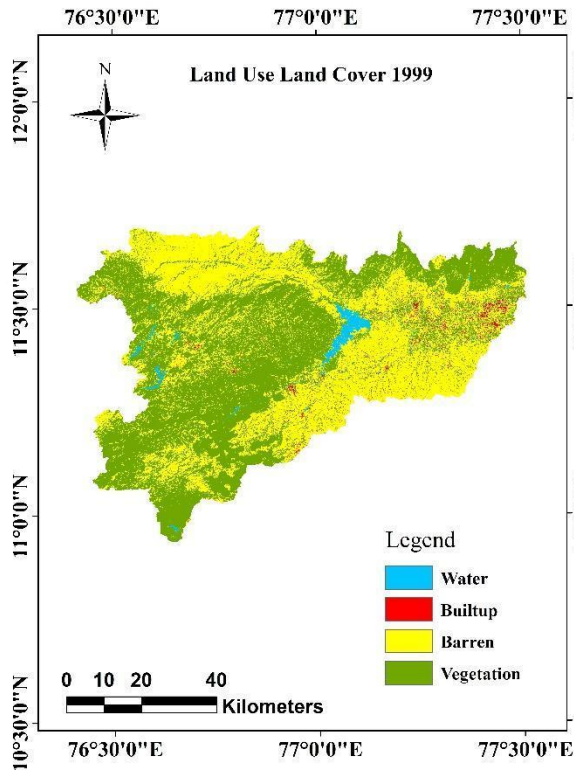 76°30'0"E 77°0'0"E 77°30'0"E
Land Use Land Cover 1999
N
12°0'0"N
11°30'0"N
11°0'0"N
10°30'0"N
Legend
Water
Builtup
Barren
Vegetation
0 10 20 40
Kilometers
76°30'0"E 77°0'0"E 77°30'0"E